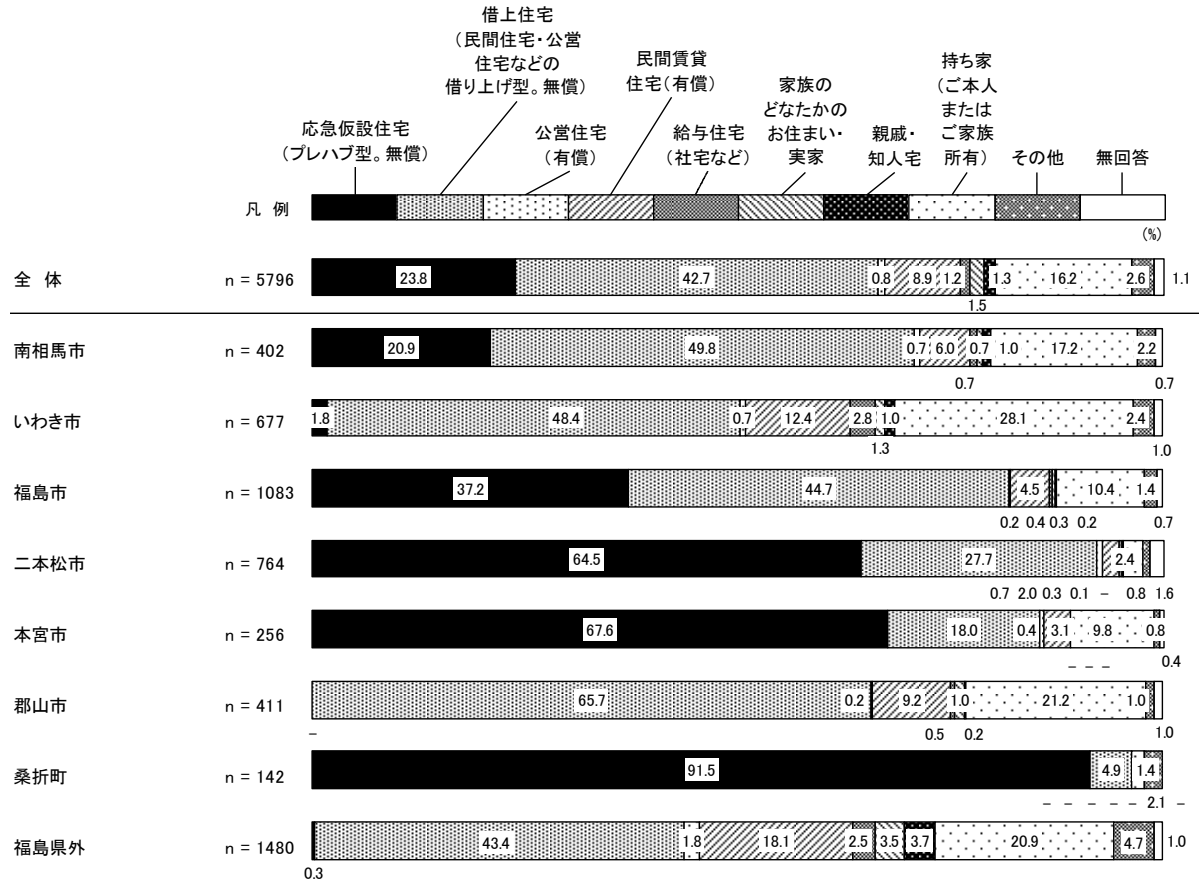 借上住宅
(民間住宅・公営
住宅などの
借り上げ型。無償)
民間賃貸
住宅(有償)
持ち家
(ご本人
または
ご家族
所有)
家族の
どなたかの
お住まい・
実家
応急仮設住宅
(プレハブ型。無償)
公営住宅
(有償)
給与住宅
(社宅など)
親戚・
知人宅
その他
無回答
凡 例
(%)
全 体 n = 5796 23.8 42.7 0.8 8.9 1.2 1.3 16.2 2.6 1.1
1.5
南相馬市 n = 402 20.9 49.8 0.7 6.0 0.7 1.0 17.2 2.2
0.7 0.7
いわき市 n = 677 1.8 48.4 0.7 12.4 2.8 1.0 28.1 2.4
1.3 1.0
福島市 n = 1083 37.2 44.7 4.5 10.4 1.4
0.2 0.4 0.3 0.2 0.7
二本松市 n = 764 64.5 27.7 2.4
0.7 2.0 0.3 0.1 – 0.8 1.6
本宮市 n = 256 67.6 18.0 0.4 3.1 9.8 0.8
– – – 0.4
郡山市 n = 411 65.7 0.2 9.2 1.0 21.2 1.0
– 0.5 0.2 1.0
桑折町 n = 142 91.5 4.9 1.4
– – – – – 2.1 –
福島県外 n = 1480 43.4 1.8 18.1 2.5 3.5 3.7 20.9 4.7 1.0
0.3